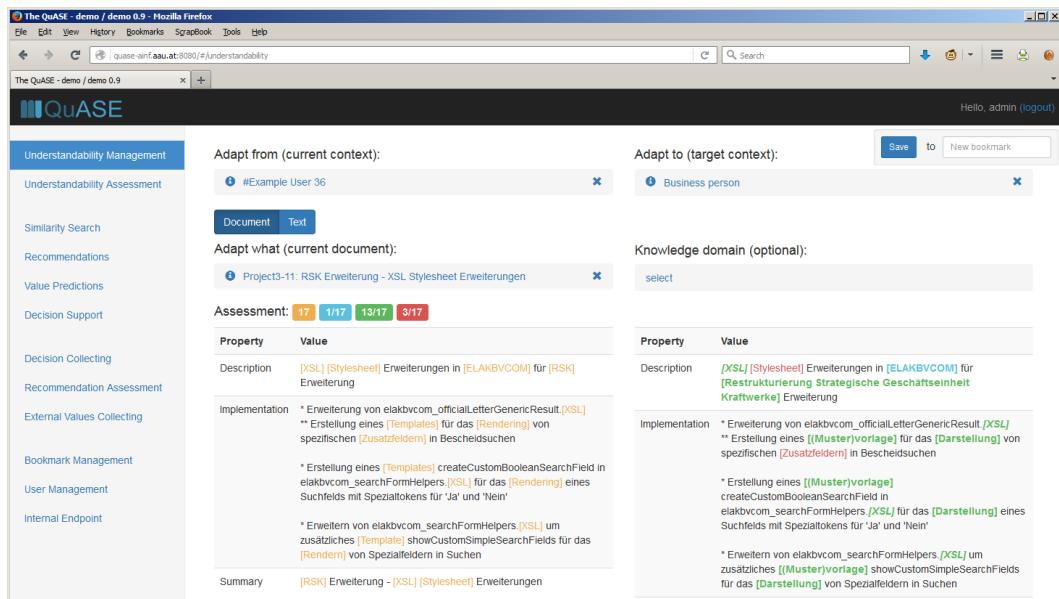 The QuASE - demo / demo 0.9 - Mozilla Firefox
File Edit View History Bookmarks ScrapBook Tools Help
quase-ainf.aau.at:8080/#/understandability
Search
The QuASE - demo / demo 0.9
QuASE
Hello, admin (logout)
Understandability Management
Understandability Assessment
Similarity Search
Recommendations
Value Predictions
Decision Support
Decision Collecting
Recommendation Assessment
External Values Collecting
Bookmark Management
User Management
Internal Endpoint
Save to New bookmark
Adapt from (current context):
#Example User 36
Adapt to (target context):
Business person
Document Text
Adapt what (current document):
Project3-11: RSK Erweiterung - XSL Stylesheet Erweiterungen
Knowledge domain (optional):
select
Assessment: 17 1/17 13/17 3/17
Property Value
Description [XSL] [Stylesheet] Erweiterungen in [ELAKBVCOM] für [RSK]
Erweiterung
Implementation * Erweiterung von elakbvcom_officialLetterGenericResult.[XSL]
** Erstellung eines [Templates] für das [Rendering] von
spezifischen [Zusatzfeldern] in Bescheidsuchen
* Erstellung eines [Templates] createCustomBooleanSearchField in
elakbvcom_searchFormHelpers.[XSL] für das [Rendering] eines
Suchfelds mit Spezialtokens für 'Ja' und 'Nein'
* Erweitern von elakbvcom_searchFormHelpers.[XSL] um
zusätzliches [Template] showCustomSimpleSearchFields für das
[Rendern] von Spezialfeldern in Suchen
Summary [RSK] Erweiterung - [XSL] [Stylesheet] Erweiterungen
Property Value
Description [XSL] [Stylesheet] Erweiterungen in [ELAKBVCOM] für
[Restrukturierung Strategische Geschäftseinheit
Kraftwerke] Erweiterung
Implementation * Erweiterung von elakbvcom_officialLetterGenericResult.[XSL]
** Erstellung eines [(Muster)vorlage] für das [Darstellung] von
spezifischen [Zusatzfeldern] in Bescheidsuchen
* Erstellung eines [(Muster)vorlage]
createCustomBooleanSearchField in
elakbvcom_searchFormHelpers.[XSL] für das [Darstellung] eines
Suchfelds mit Spezialtokens für 'Ja' und 'Nein'
* Erweitern von elakbvcom_searchFormHelpers.[XSL] um
zusätzliches [(Muster)vorlage] showCustomSimpleSearchFields
für das [Darstellung] von Spezialfeldern in Suchen